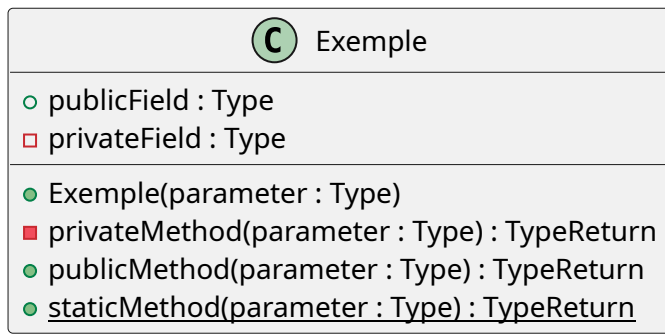 C Exemple
publicField : Type
privateField : Type
Exemple(parameter : Type)
privateMethod(parameter : Type) : TypeReturn
publicMethod(parameter : Type) : TypeReturn
staticMethod(parameter : Type) : TypeReturn